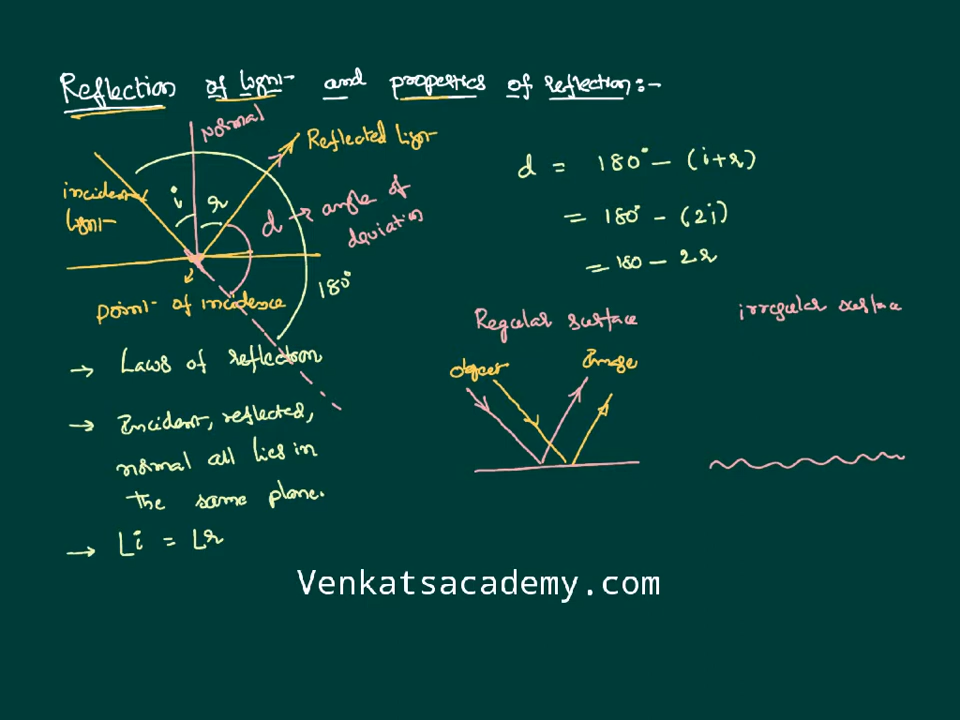 Reflection of light and properties of reflection:-
normal
Reflected light
incident
light
i r
d → angle of
deviation
180°
point of incidence
→ Laws of reflection
→ Incident, reflected,
normal all lies in
the same plane.
→ ∠i = ∠r
d = 180° - (i+r)
= 180° - (2i)
= 180 - 2r
Regular surface
irregular surface
Object
Image
Venkatsacademy.com